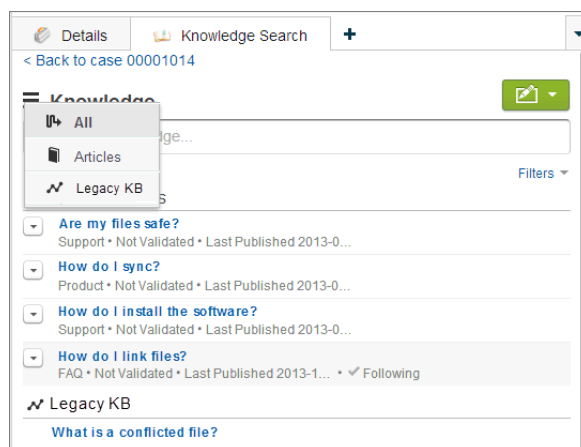 Details
Knowledge Search
+
< Back to case 00001014
Knowledge
All
Articles
Legacy KB
Filters
Are my files safe?
Support • Not Validated • Last Published 2013-0...
How do I sync?
Product • Not Validated • Last Published 2013-0...
How do I install the software?
Support • Not Validated • Last Published 2013-0...
How do I link files?
FAQ • Not Validated • Last Published 2013-1... • ✓ Following
Legacy KB
What is a conflicted file?